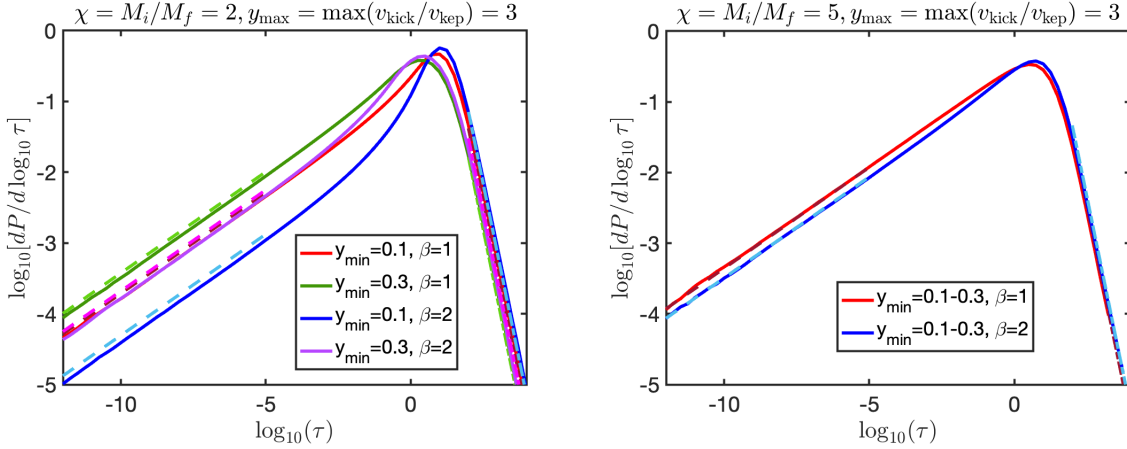 χ = M_i/M_f = 2, y_max = max(v_kick/v_kep) = 3
log₁₀[dP/d log₁₀ τ]
0
-1
-2
-3
-4
-5
-10
-5
0
log₁₀(τ)
y_min=0.1, β=1
y_min=0.3, β=1
y_min=0.1, β=2
y_min=0.3, β=2
χ = M_i/M_f = 5, y_max = max(v_kick/v_kep) = 3
log₁₀[dP/d log₁₀ τ]
0
-1
-2
-3
-4
-5
-10
-5
0
log₁₀(τ)
y_min=0.1-0.3, β=1
y_min=0.1-0.3, β=2